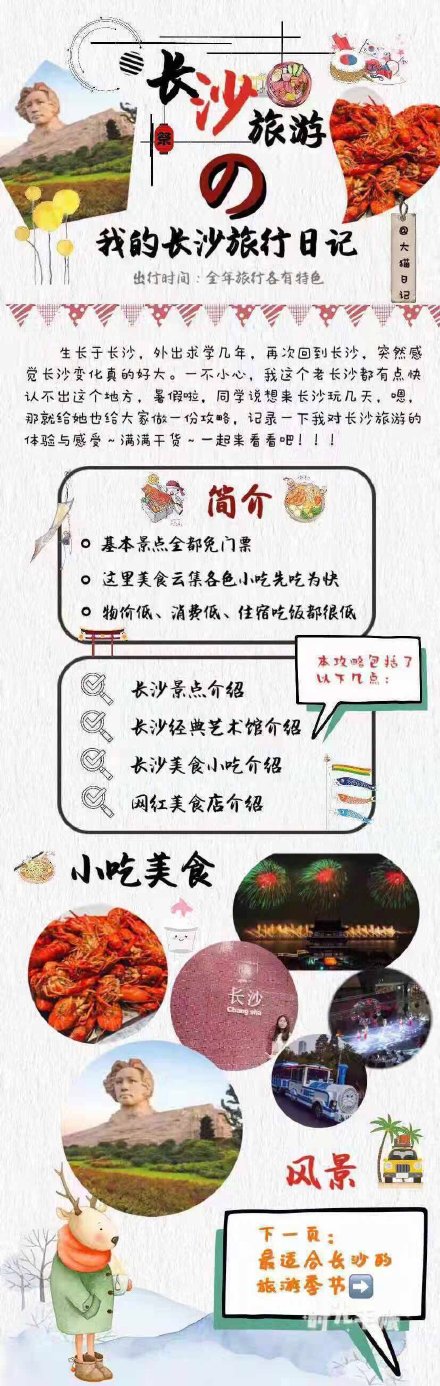 长沙旅游
祭
の
我的长沙旅行日记
@大猫日记
出行时间：全年旅行各有特色
生长于长沙，外出求学几年，再次回到长沙，突然感
觉长沙变化真的好大。一不小心，我这个老长沙都有点快
认不出这个地方，暑假啦，同学说想来长沙玩几天，嗯，
那就给她也给大家做一份攻略，记录一下我对长沙旅游的
体验与感受～满满干货～一起来看看吧！！！
简介
基本景点全都免门票
这里美食云集各色小吃先吃为快
物价低、消费低、住宿吃饭都很低
本攻略包括了
以下几点：
长沙景点介绍
长沙经典艺术馆介绍
长沙美食小吃介绍
网红美食店介绍
小吃美食
长沙
Chang sha
风景
下一页：
最适合长沙的
旅游季节